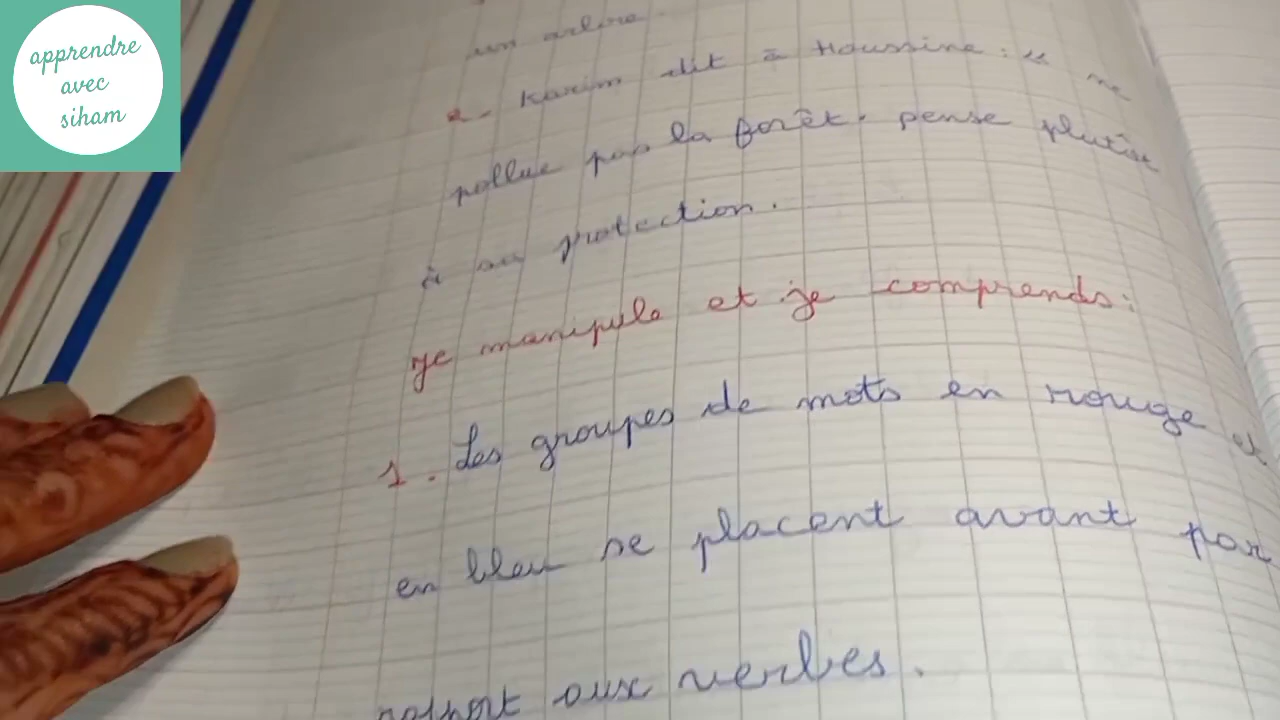 apprendre
avec
siham
un arbre.
2. Karim dit à Houssine : " ne
pollue pas la forêt. pense plutôt
à sa protection.
je manipule et je comprends:
1. Les groupes de mots en rouge et
en bleu se placent avant par
rapport aux verbes.